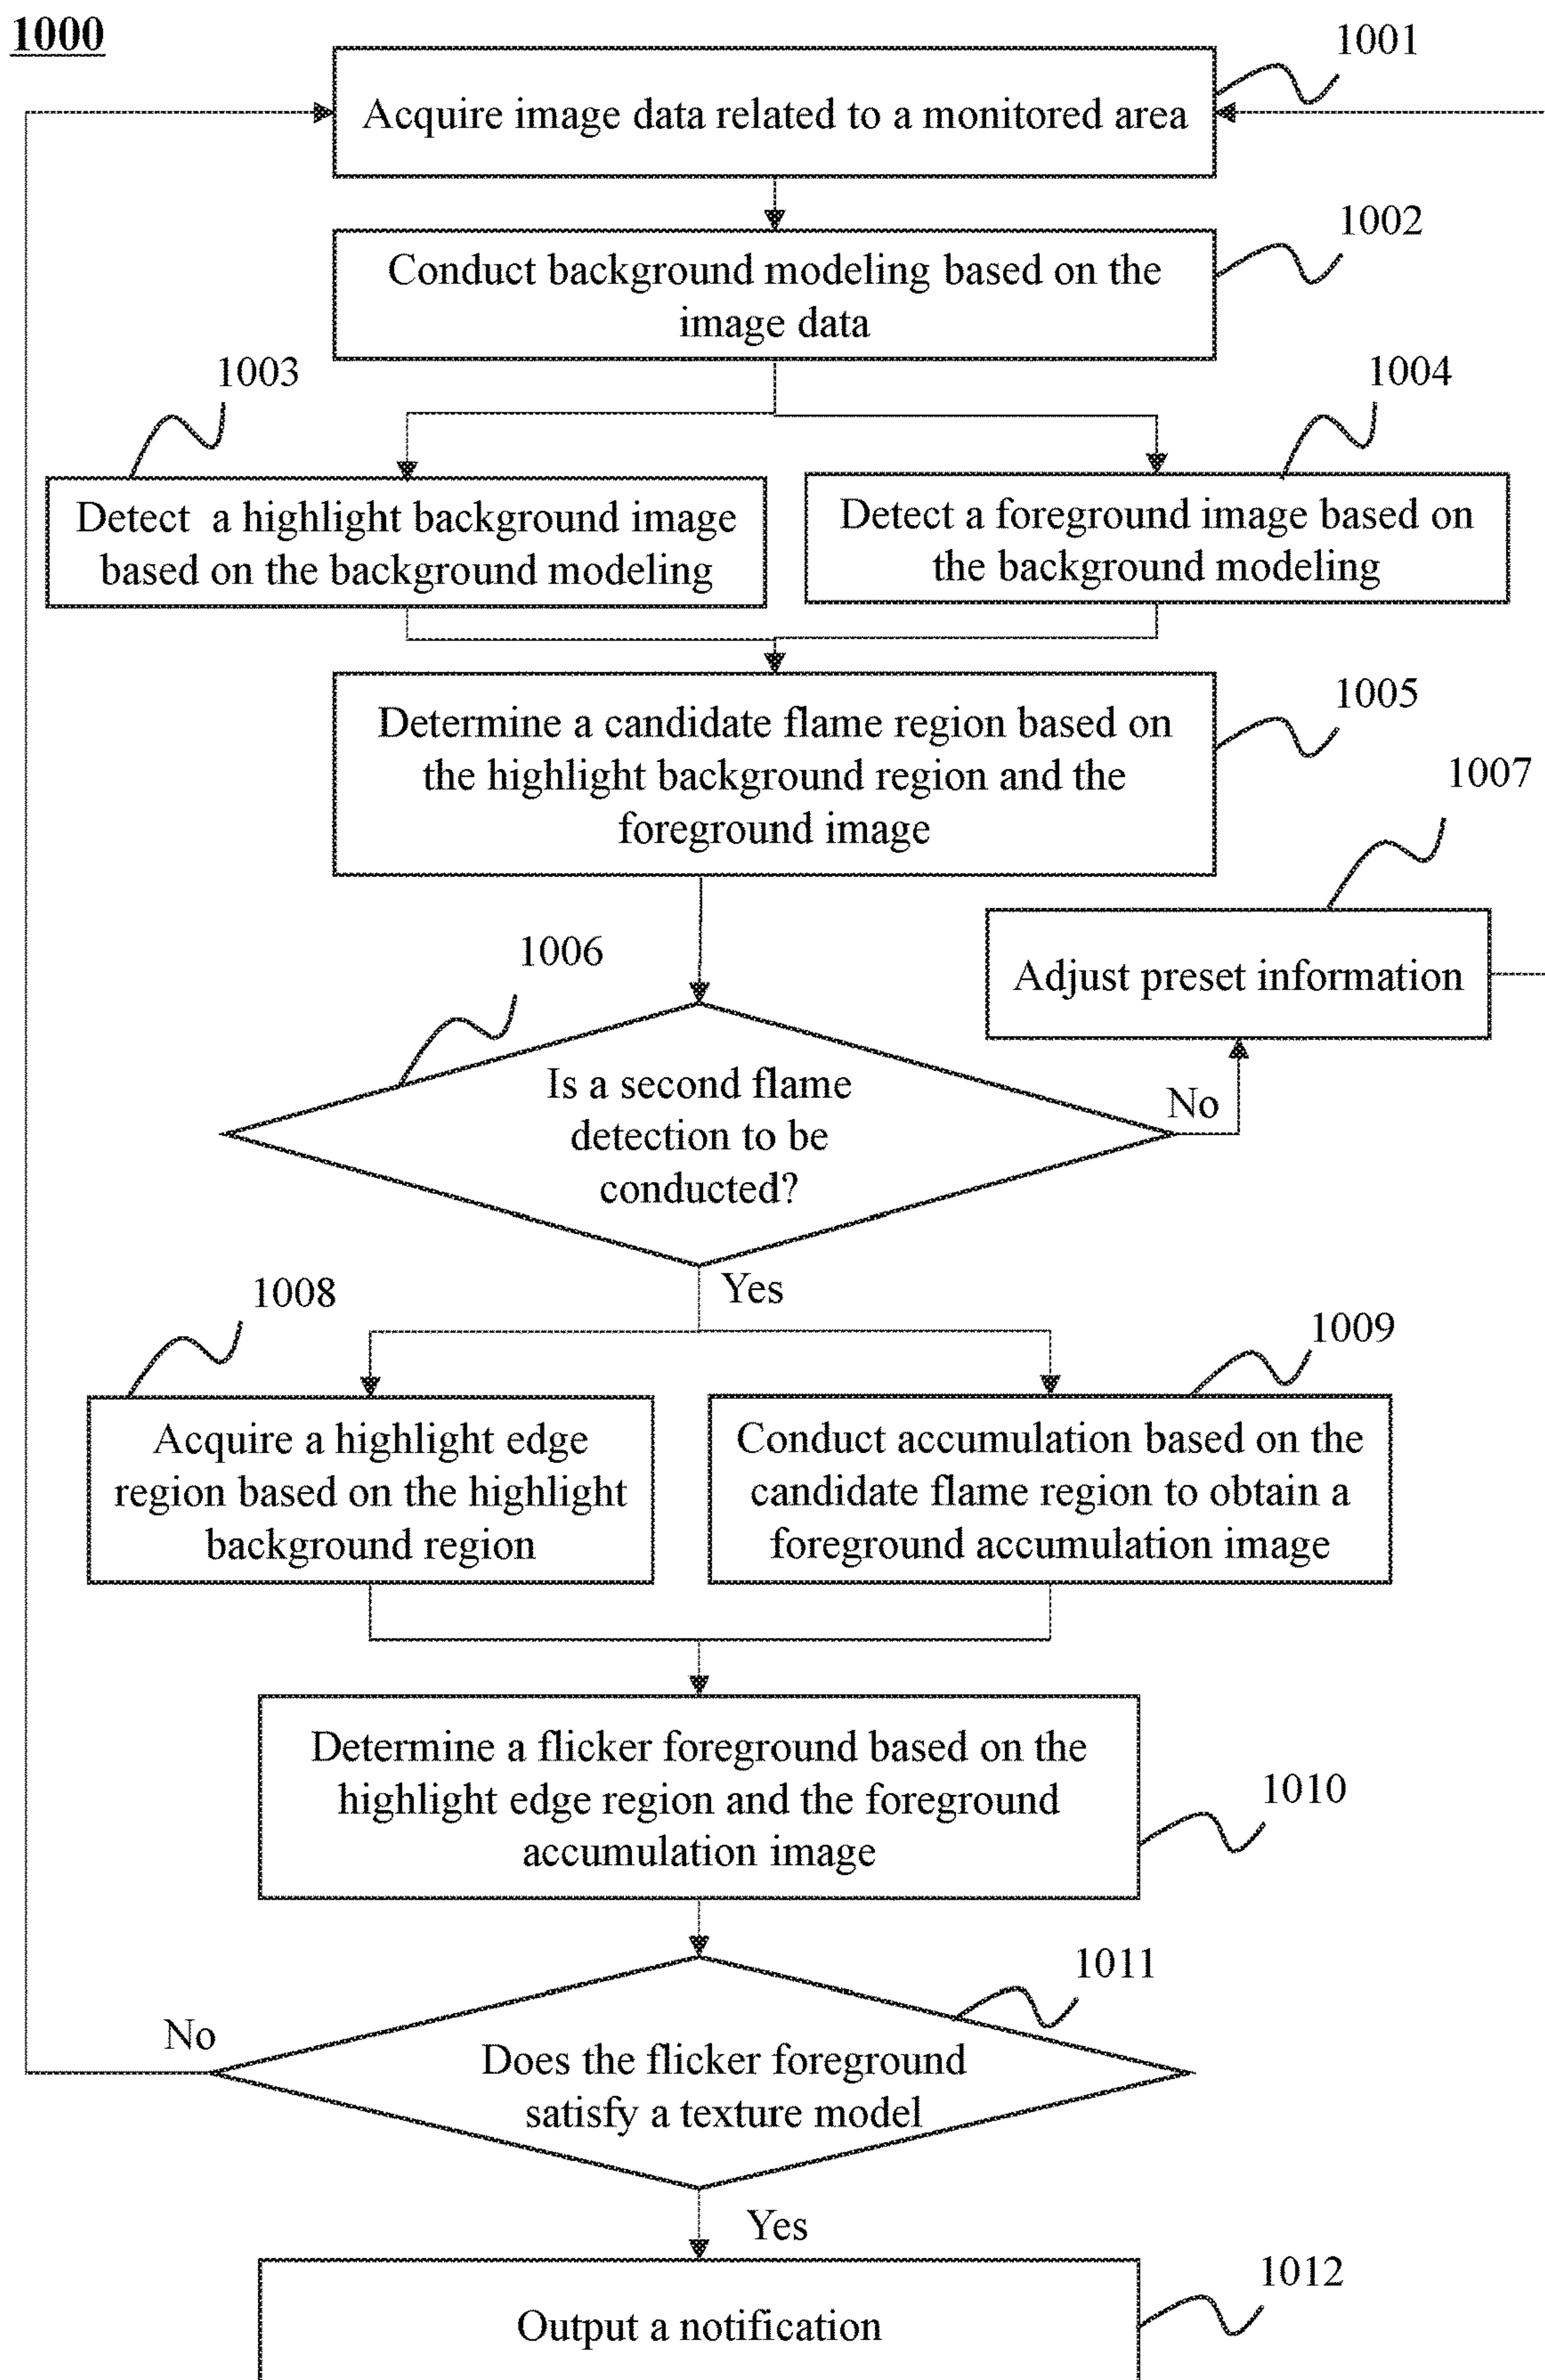 1000
1001
Acquire image data related to a monitored area
1002
Conduct background modeling based on the
image data
1003
1004
Detect a highlight background image
based on the background modeling
Detect a foreground image based on
the background modeling
1005
Determine a candidate flame region based on
the highlight background region and the
foreground image
1007
Adjust preset information
1006
Is a second flame
detection to be
conducted?
No
Yes
1008
1009
Acquire a highlight edge
region based on the highlight
background region
Conduct accumulation based on the
candidate flame region to obtain a
foreground accumulation image
Determine a flicker foreground based on the
highlight edge region and the foreground
accumulation image
1010
1011
No
Does the flicker foreground
satisfy a texture model
Yes
1012
Output a notification